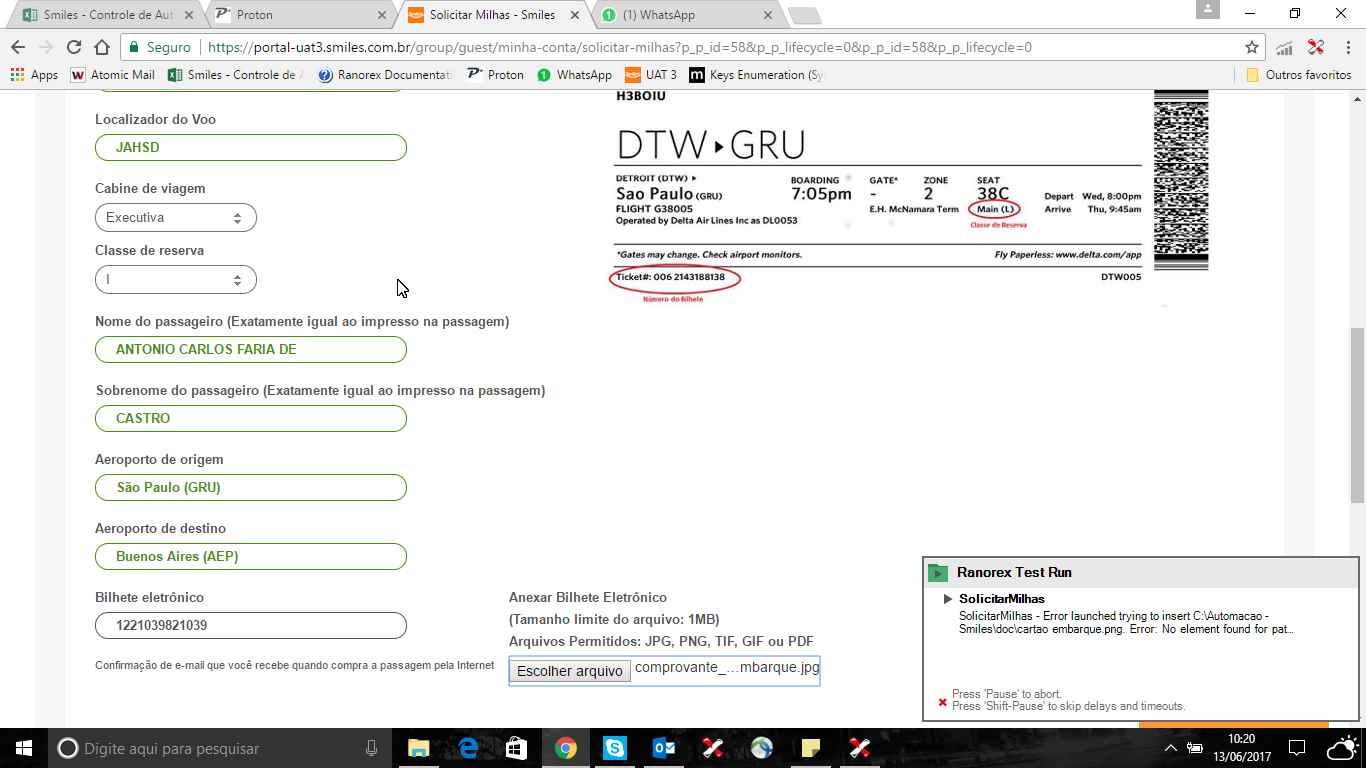 Smiles - Controle de Aut
Proton
Solicitar Milhas - Smiles
(1) WhatsApp
Seguro
https://portal-uat3.smiles.com.br/group/guest/minha-conta/solicitar-milhas?p_p_id=58&p_p_lifecycle=0&p_p_id=58&p_p_lifecycle=0
Apps
Atomic Mail
Smiles - Controle de A
Ranorex Documentati
Proton
WhatsApp
UAT 3
Keys Enumeration (Sy
Outros favoritos
H3BOIU
DTW GRU
DETROIT (DTW)
BOARDING
GATE*
ZONE
SEAT
Sao Paulo (GRU)
7:05pm
-
2
38C
Depart Wed, 8:00pm
FLIGHT G38005
E.H. McNamara Term
Main (L)
Arrive Thu, 9:45am
Operated by Delta Air Lines Inc as DL0053
Classe de Reserva
*Gates may change. Check airport monitors.
Fly Paperless: www.delta.com/app
Ticket#: 006 2143188138
DTW005
Número do Bilhete
Localizador do Voo
JAHSD
Cabine de viagem
Executiva
Classe de reserva
I
Nome do passageiro (Exatamente igual ao impresso na passagem)
ANTONIO CARLOS FARIA DE
Sobrenome do passageiro (Exatamente igual ao impresso na passagem)
CASTRO
Aeroporto de origem
São Paulo (GRU)
Aeroporto de destino
Buenos Aires (AEP)
Bilhete eletrónico
1221039821039
Confirmação de e-mail que você recebe quando compra a passagem pela Internet
Anexar Bilhete Eletrónico
(Tamanho limite do arquivo: 1MB)
Arquivos Permitidos: JPG, PNG, TIF, GIF ou PDF
Escolher arquivo
comprovante_...mbarque.jpg
Ranorex Test Run
SolicitarMilhas
SolicitarMilhas - Error launched trying to insert C:\Automacao -
Smiles\doc\cartao embarque.png. Error: No element found for pat...
Press 'Pause' to abort.
Press 'Shift-Pause' to skip delays and timeouts.
Digite aqui para pesquisar
10:20
13/06/2017